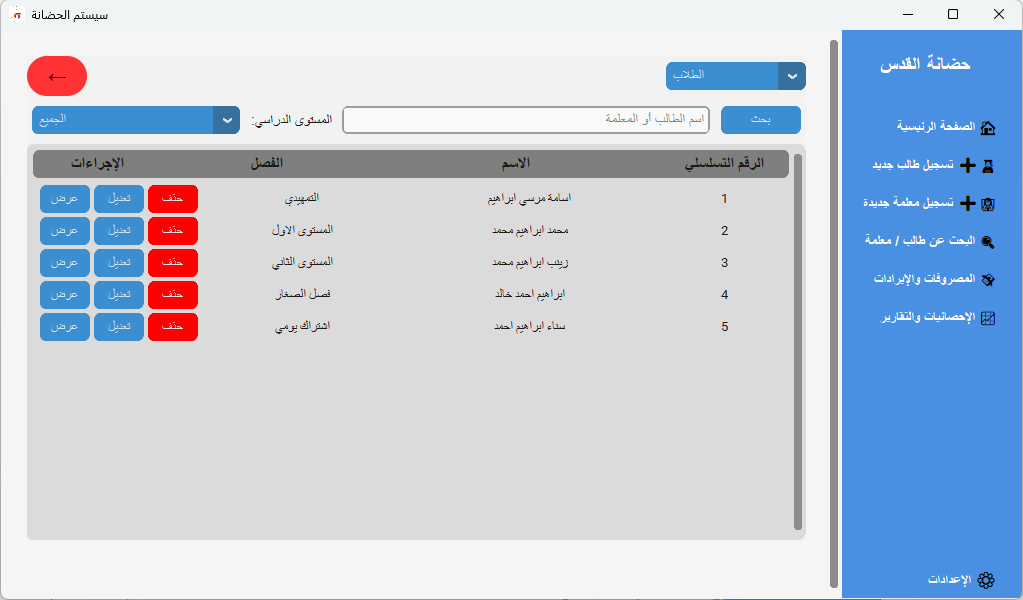 سيستم الحضانة
حضانة القدس
الصفحة الرئيسية
تسجيل طالب جديد
تسجيل معلمة جديدة
البحث عن طالب / معلمة
المصروفات والإيرادات
الإحصائيات والتقارير
الإعدادات
الطلاب
بحث اسم الطالب أو المعلمة المستوى الدراسي: الجميع
الرقم التسلسلي الاسم الفصل الإجراءات
1 اسامة مرسي ابراهيم التمهيدي حذف تعديل عرض
2 محمد ابراهيم محمد المستوى الاول حذف تعديل عرض
3 زينب ابراهيم محمد المستوى الثاني حذف تعديل عرض
4 ابراهيم احمد خالد فصل الصغار حذف تعديل عرض
5 سناء ابراهيم احمد اشتراك يومي حذف تعديل عرض